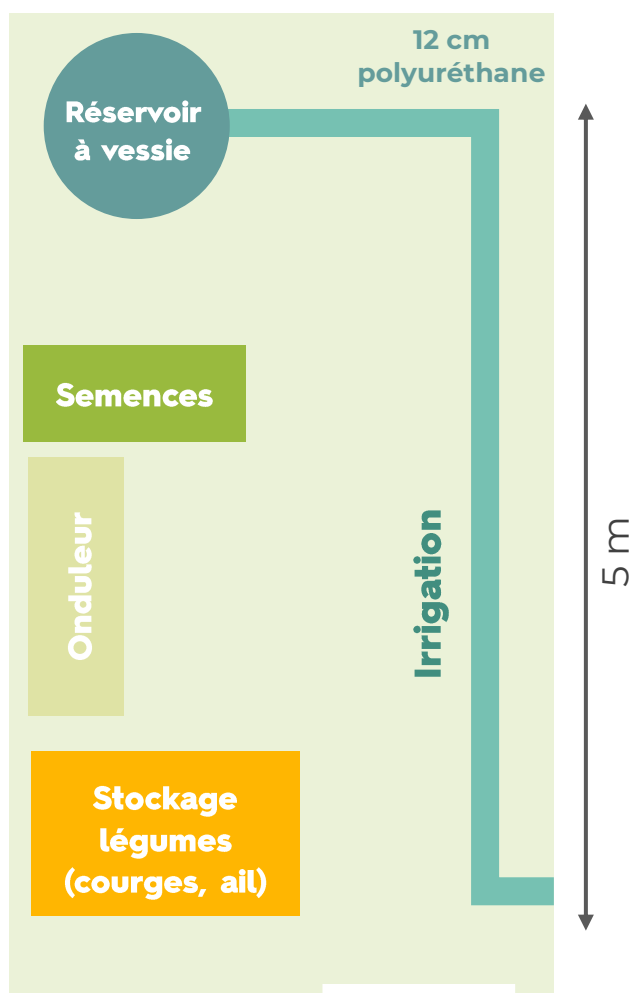 12 cm
polyuréthane
Réservoir
à vessie
Semences
Onduleur
Irrigation
5 m
Stockage
légumes
(courges, ail)